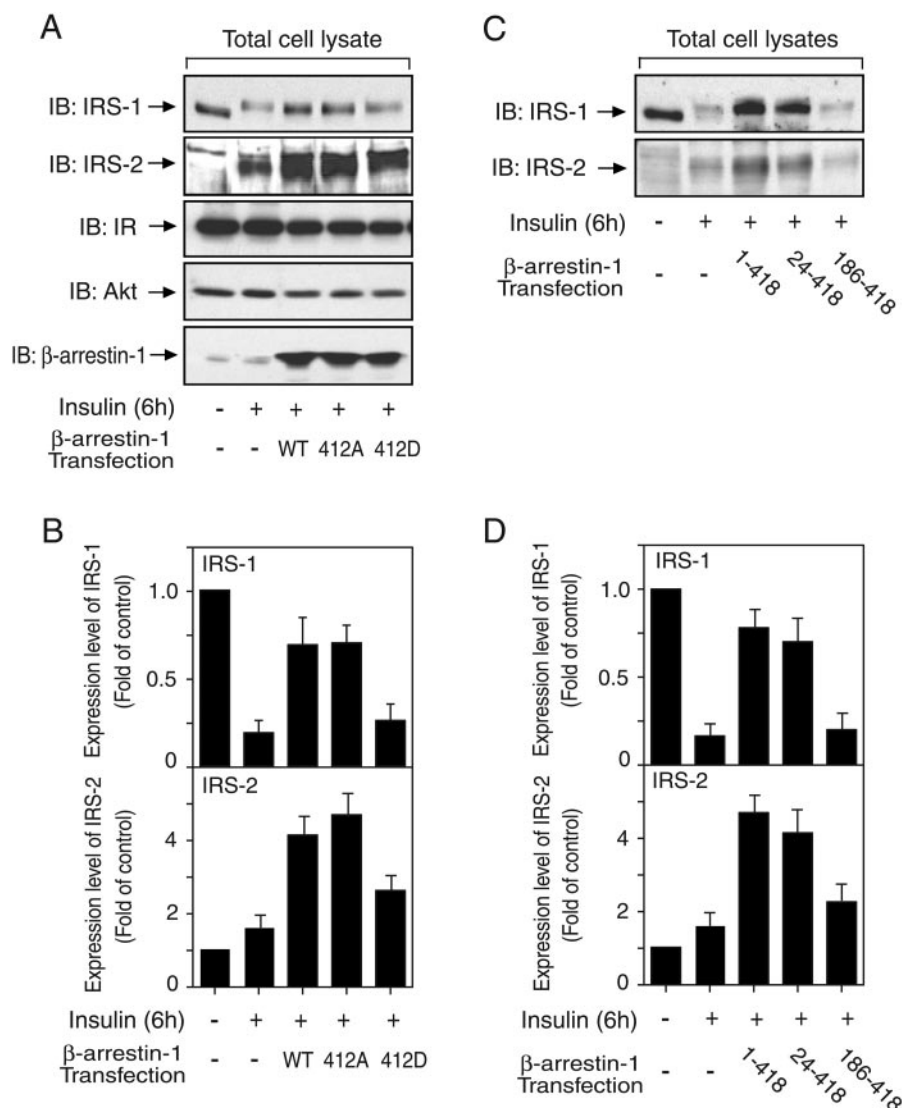 A
Total cell lysate
IB: IRS-1
IB: IRS-2
IB: IR
IB: Akt
IB: β-arrestin-1
Insulin (6h) - + + + +
β-arrestin-1
Transfection - - WT 412A 412D
C
Total cell lysates
IB: IRS-1
IB: IRS-2
Insulin (6h) - + + + +
β-arrestin-1
Transfection - - 1-418 24-418 186-418
B
IRS-1
Expression level of IRS-1
(Fold of control)
1.0
0.5
0
IRS-2
Expression level of IRS-2
(Fold of control)
4
2
0
Insulin (6h) - + + + +
β-arrestin-1
Transfection - - WT 412A 412D
D
IRS-1
Expression level of IRS-1
(Fold of control)
1.0
0.5
0
IRS-2
Expression level of IRS-2
(Fold of control)
4
2
0
Insulin (6h) - + + + +
β-arrestin-1
Transfection - - 1-418 24-418 186-418